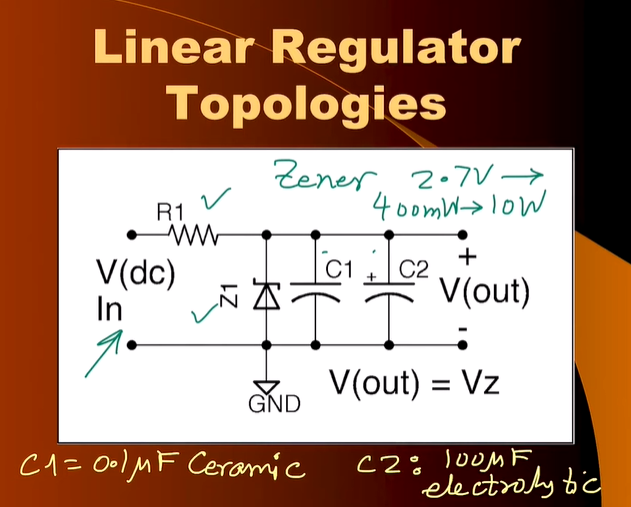 Linear Regulator
Topologies
Zener 2.7V →
400mW → 10W
R1 ✓
V(dc)
In
✓ Z1
C1 + C2
+
V(out)
-
GND
V(out) = Vz
C1 = 0.1μF Ceramic
C2: 100μF
electrolytic